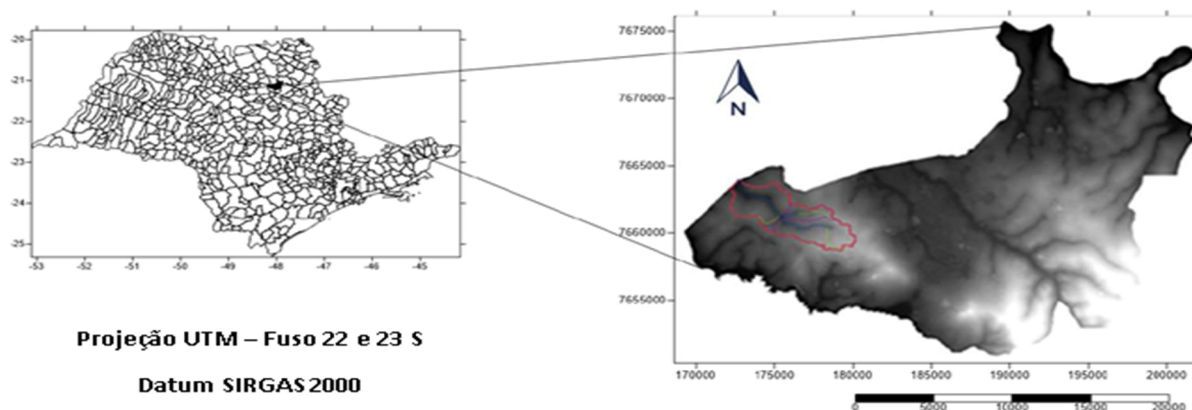 -20
-21
-22
-23
-24
-25
-53 -52 -51 -50 -49 -48 -47 -46 -45
7675000
7670000
7665000
7660000
7655000
N
170000 175000 180000 185000 190000 195000 200000
0 5000 10000 15000 20000
Projeção UTM – Fuso 22 e 23 S
Datum SIRGAS2000